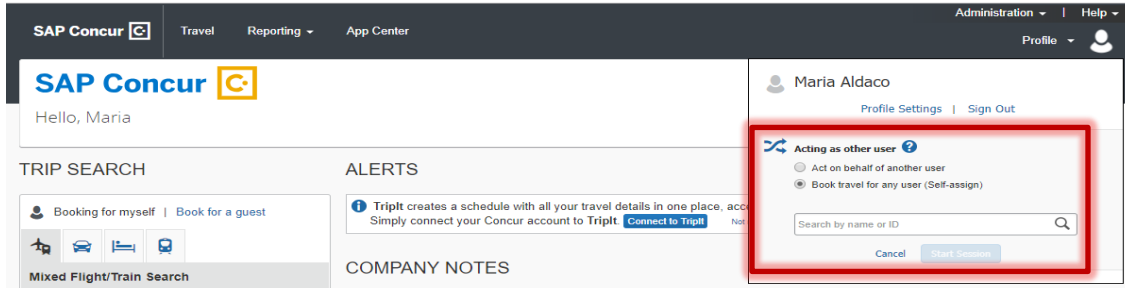 Administration | Help
SAP Concur C Travel Reporting App Center
Profile
SAP Concur C
Hello, Maria
Maria Aldaco
Profile Settings | Sign Out
Acting as other user ?
Act on behalf of another user
Book travel for any user (Self-assign)
Search by name or ID
Cancel Start Session
TRIP SEARCH
Booking for myself | Book for a guest
Mixed Flight/Train Search
ALERTS
TripIt creates a schedule with all your travel details in one place,
Simply connect your Concur account to TripIt. Connect to TripIt Not
COMPANY NOTES